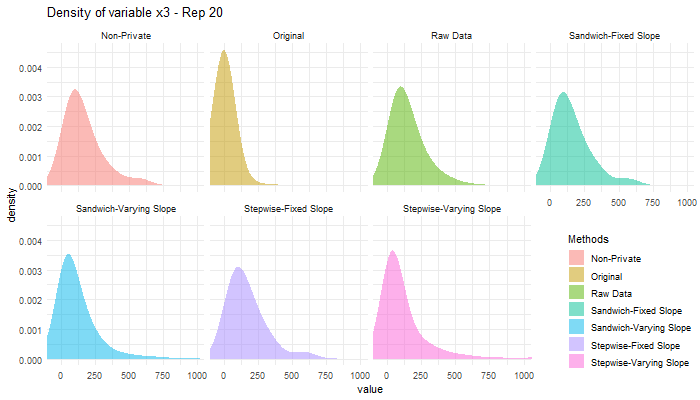 Density of variable x3 - Rep 20
Non-Private
Original
Raw Data
Sandwich-Fixed Slope
0.004
0.003
0.002
0.001
0.000
0 250 500 750 1000
Sandwich-Varying Slope
Stepwise-Fixed Slope
Stepwise-Varying Slope
0.004
0.003
0.002
0.001
0.000
0 250 500 750 1000
0 250 500 750 1000
0 250 500 750 1000
density
value
Methods
Non-Private
Original
Raw Data
Sandwich-Fixed Slope
Sandwich-Varying Slope
Stepwise-Fixed Slope
Stepwise-Varying Slope